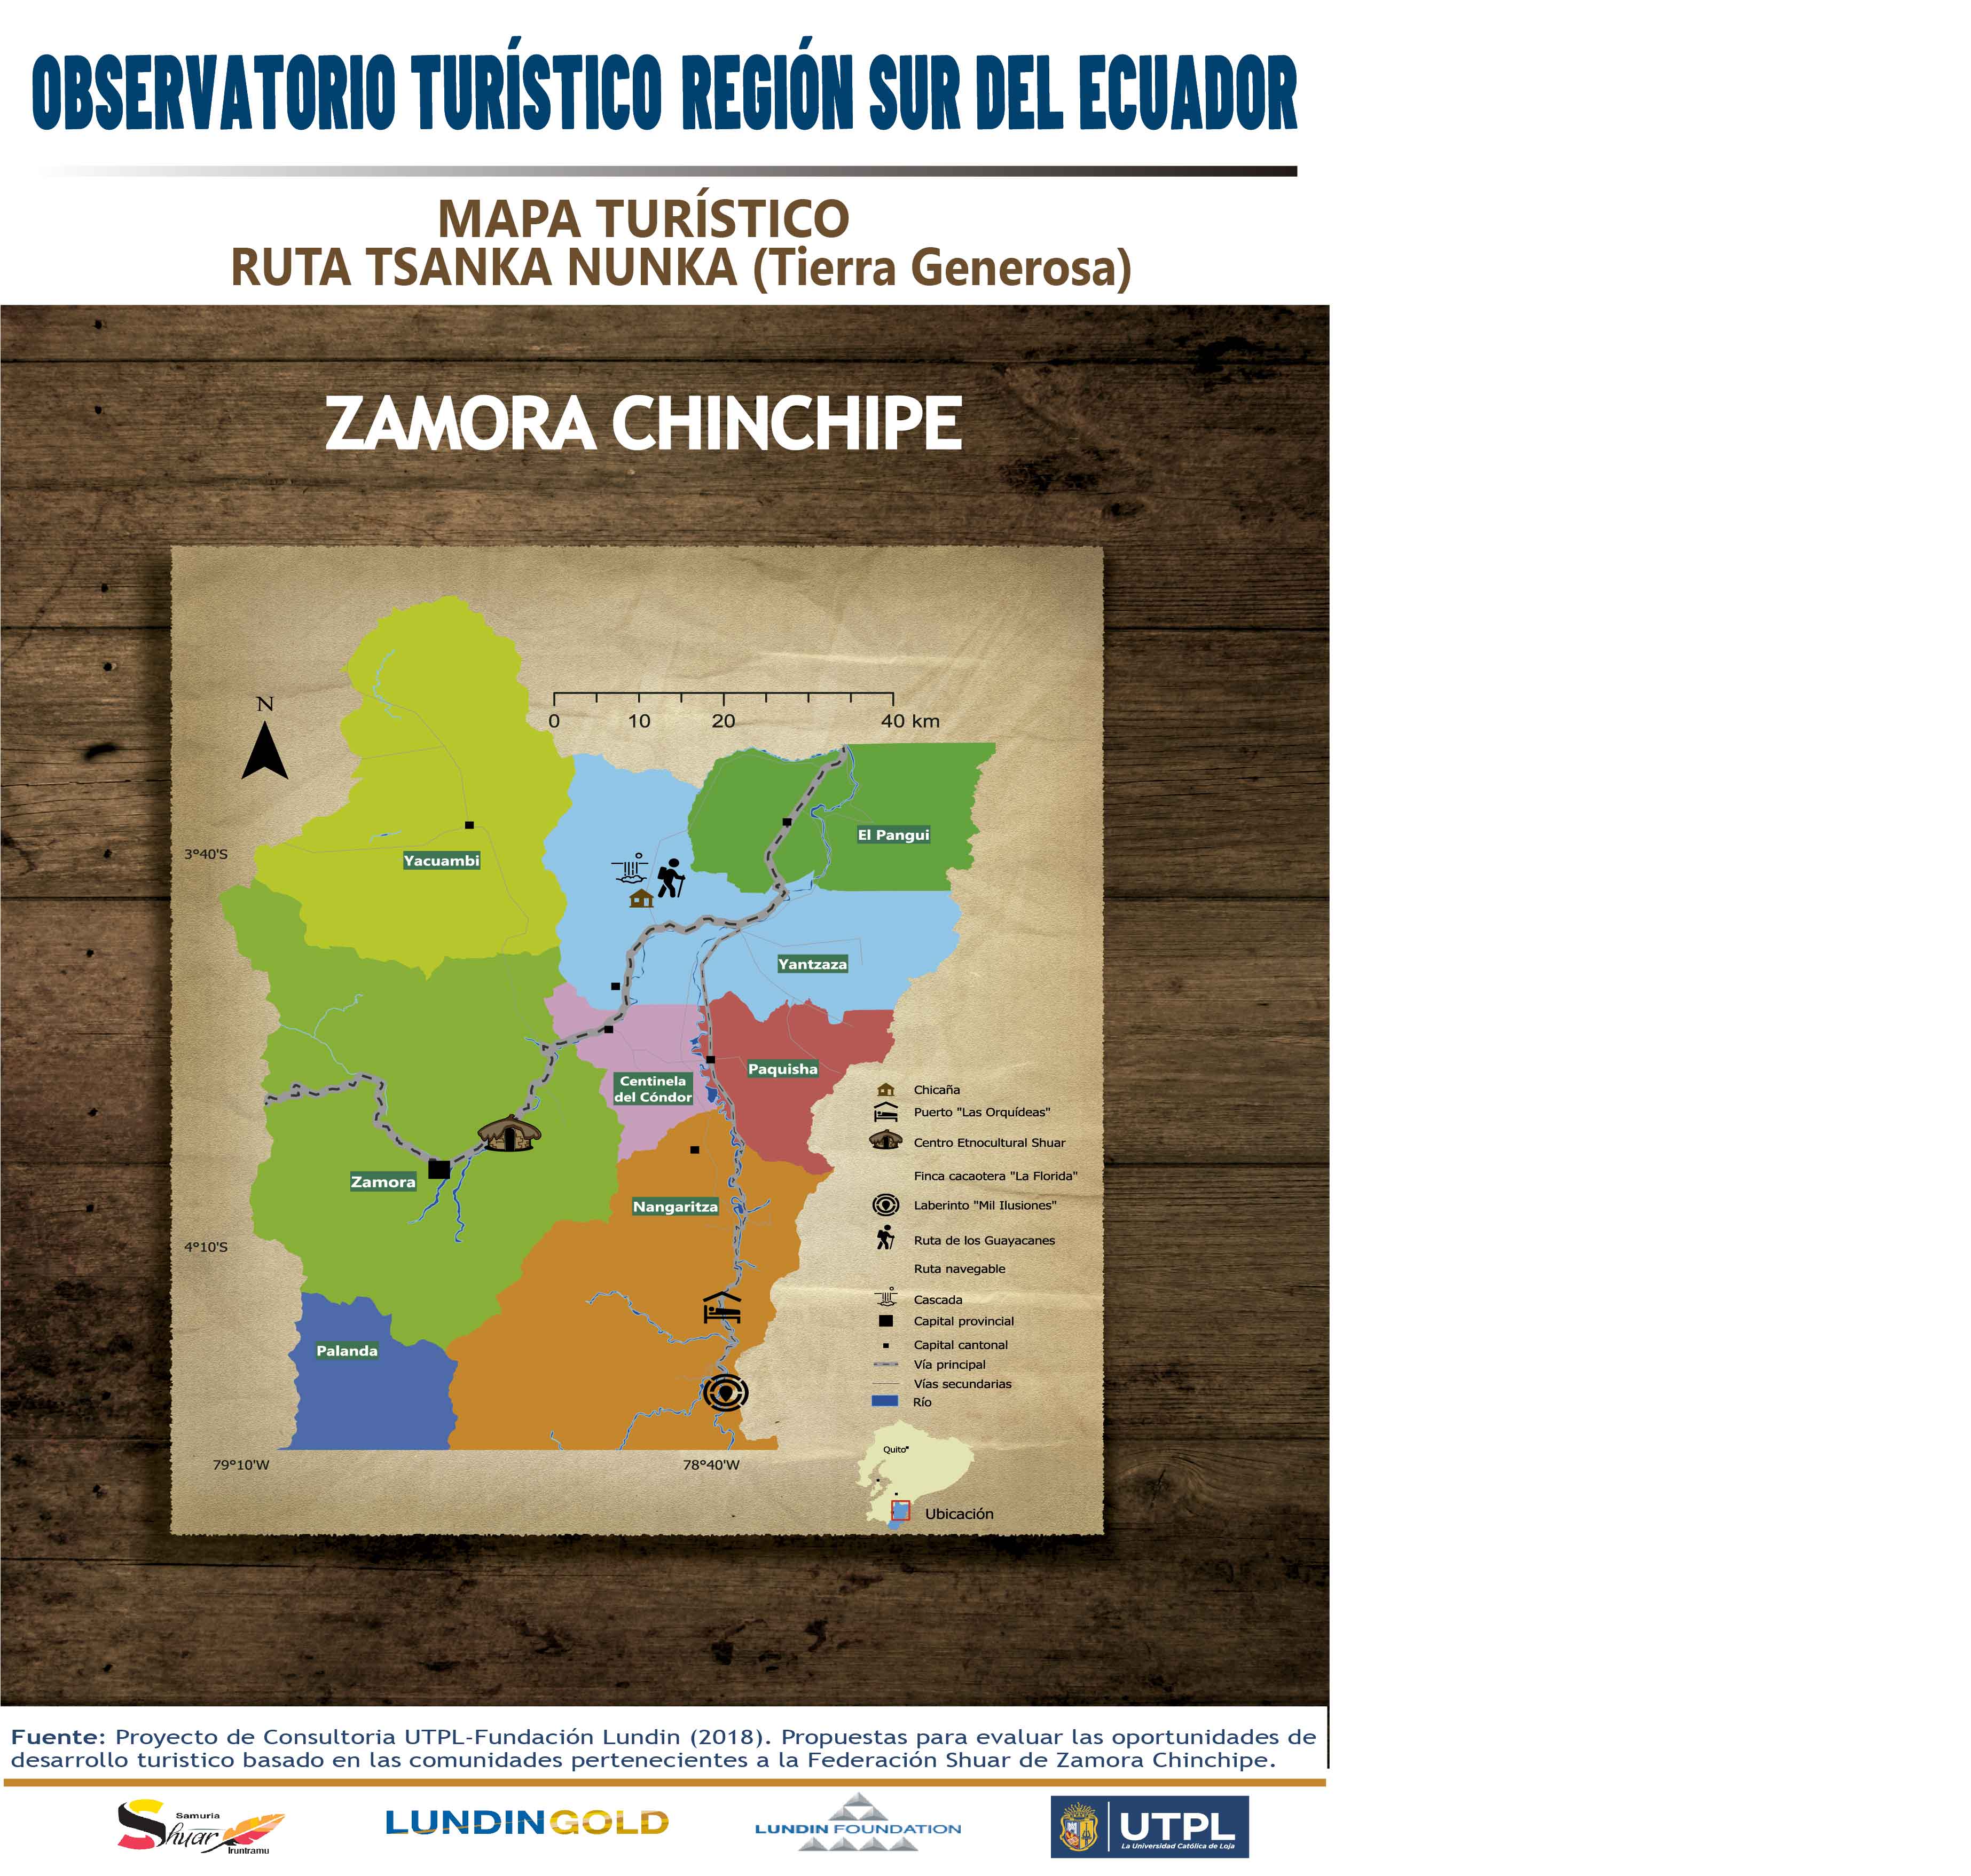 OBSERVATORIO TURÍSTICO REGIÓN SUR DEL ECUADOR
MAPA TURÍSTICO
RUTA TSANKA NUNKA (Tierra Generosa)
ZAMORA CHINCHIPE
N
0 10 20 40 km
El Pangui
3°40'S
Yacuambi
Yantzaza
Paquisha
Centinela
del Cóndor
Zamora
Nangaritza
4°10'S
Palanda
79°10'W
78°40'W
Chicaña
Puerto "Las Orquídeas"
Centro Etnocultural Shuar
Finca cacaotera "La Florida"
Laberinto "Mil Ilusiones"
Ruta de los Guayacanes
Ruta navegable
Cascada
Capital provincial
Capital cantonal
Vía principal
Vías secundarias
Río
Quito
Ubicación
Fuente: Proyecto de Consultoria UTPL-Fundación Lundin (2018). Propuestas para evaluar las oportunidades de
desarrollo turistico basado en las comunidades pertenecientes a la Federación Shuar de Zamora Chinchipe.
Samuria
Shuar
Iruntramu
LUNDIN GOLD
LUNDIN FOUNDATION
UTPL
La Universidad Católica de Loja